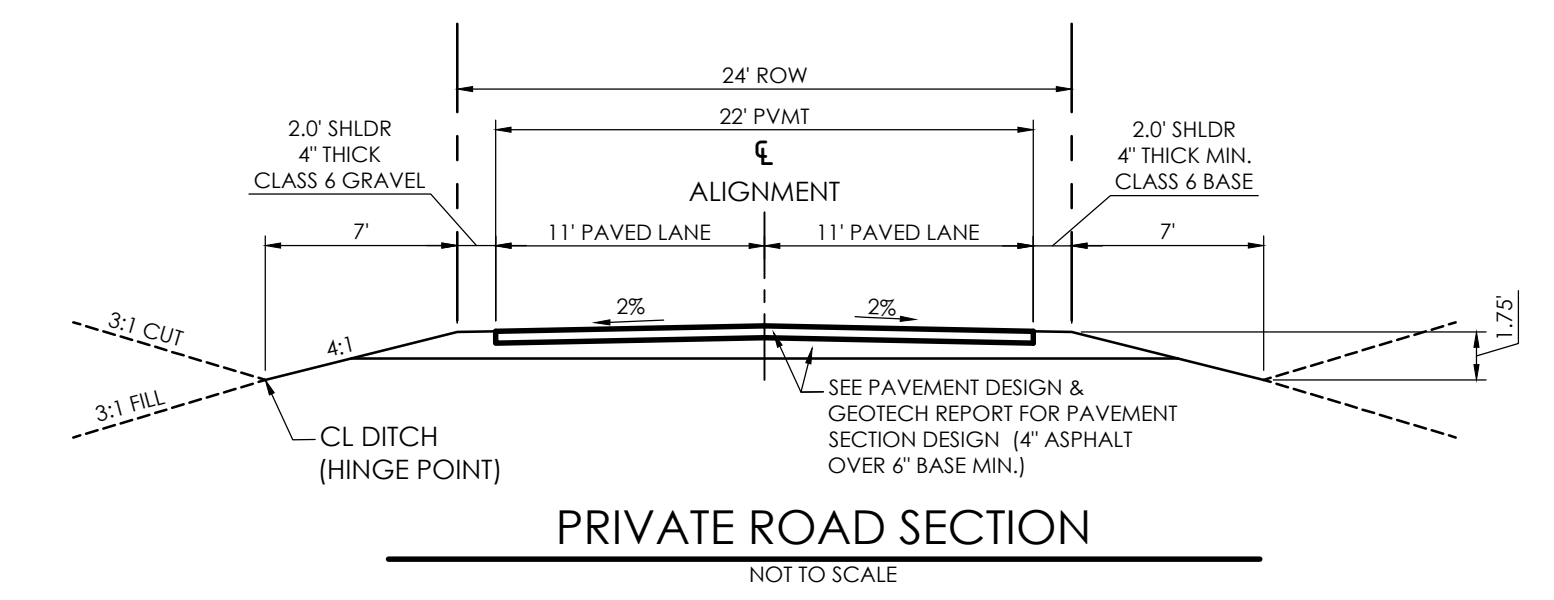 24' ROW
22' PVMT
℄
ALIGNMENT
2.0' SHLDR
4" THICK
CLASS 6 GRAVEL
2.0' SHLDR
4" THICK MIN.
CLASS 6 BASE
7'
11' PAVED LANE
11' PAVED LANE
7'
2%
2%
3:1 CUT
4:1
3:1 FILL
1.75'
CL DITCH
(HINGE POINT)
SEE PAVEMENT DESIGN &
GEOTECH REPORT FOR PAVEMENT
SECTION DESIGN (4" ASPHALT
OVER 6" BASE MIN.)
PRIVATE ROAD SECTION
NOT TO SCALE